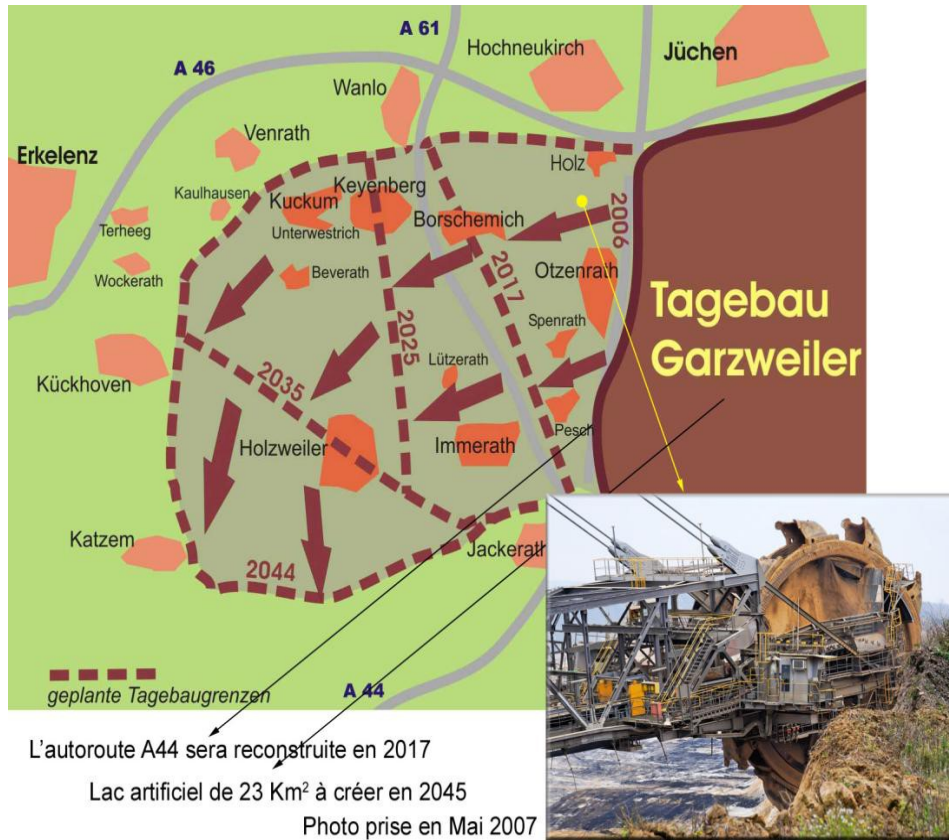 A 61
Hochneukirch
Jüchen
A 46
Wanlo
Venrath
Erkelenz
Holz
Kaulhausen
Keyenberg
Kuckum
Borschemich
2006
Terheeg
Unterwestrich
Otzenrath
Wockerath
Beverath
2017
Tagebau
Garzweiler
Spenrath
2025
Lützerath
Kückhoven
2035
Holzweiler
Immerath
Pesch
Katzem
Jackerath
2044
geplante Tagebaugrenzen
A 44
L'autoroute A44 sera reconstruite en 2017
Lac artificiel de 23 Km² à créer en 2045
Photo prise en Mai 2007